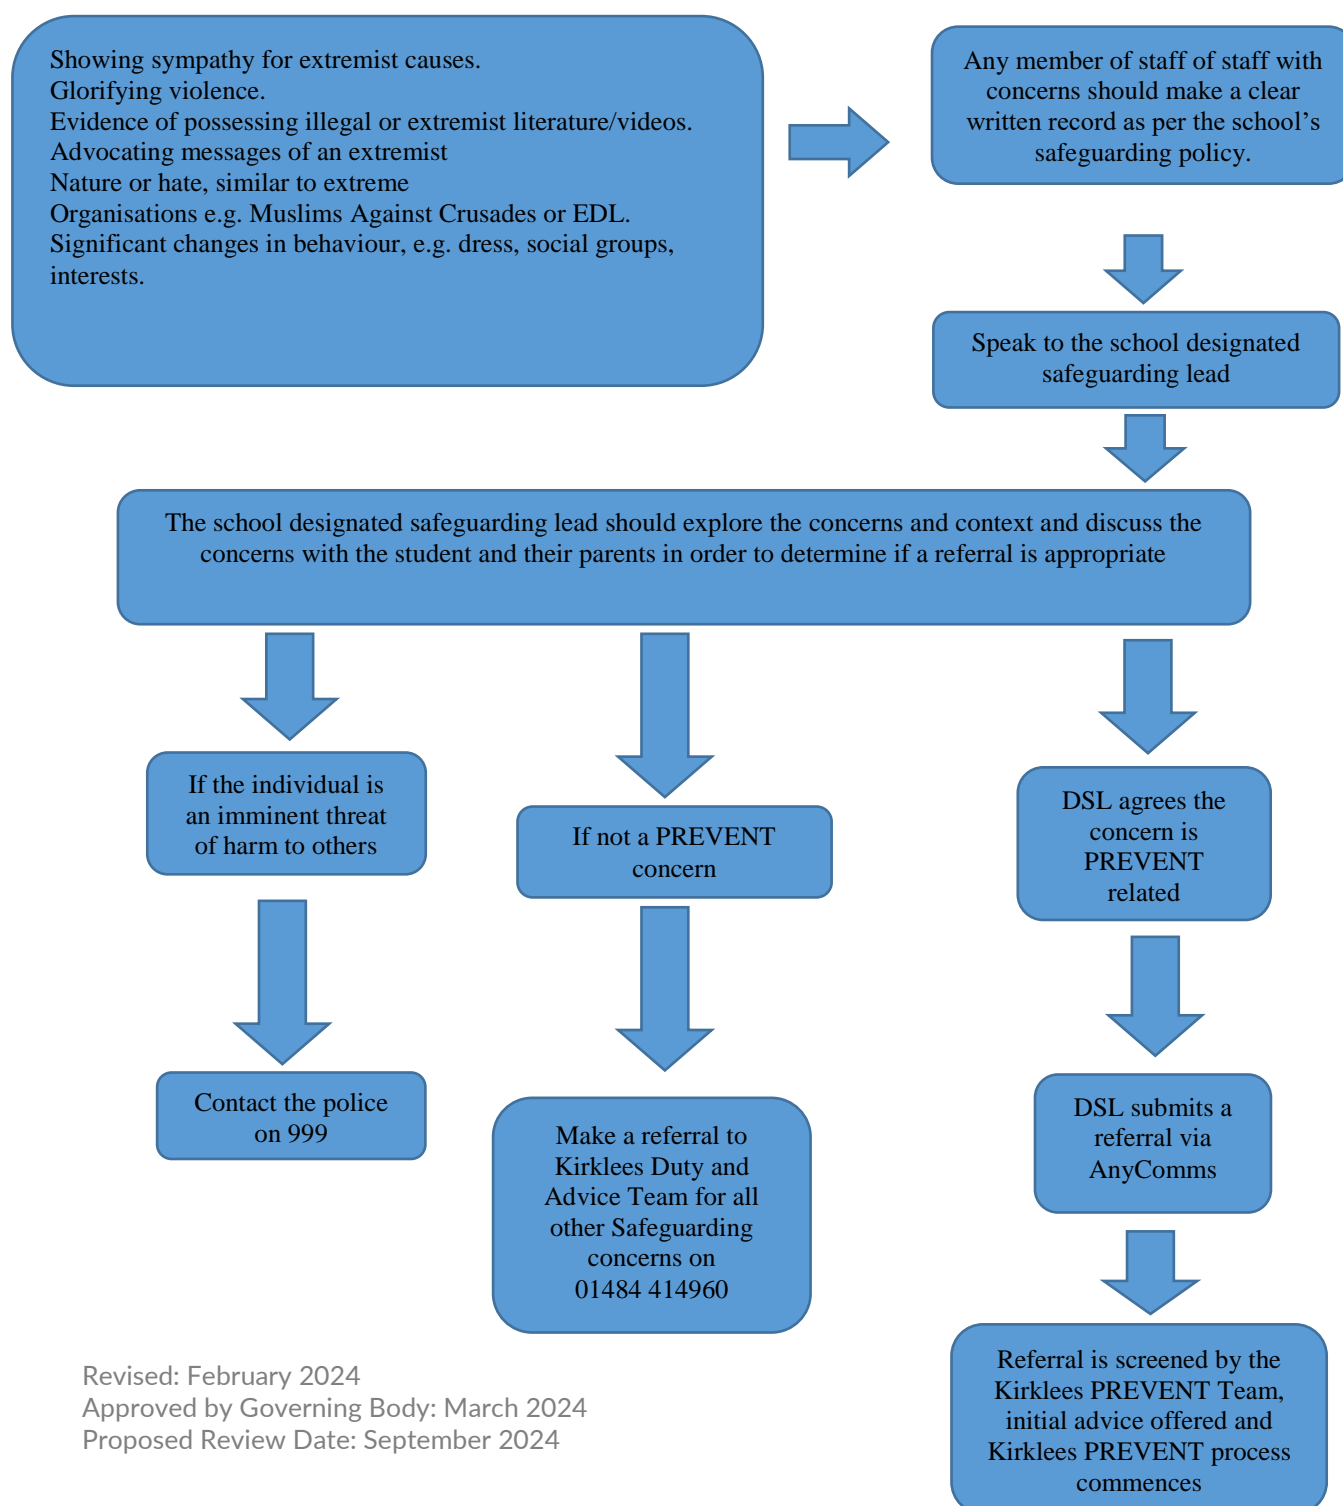 Showing sympathy for extremist causes.
Glorifying violence.
Evidence of possessing illegal or extremist literature/videos.
Advocating messages of an extremist
Nature or hate, similar to extreme
Organisations e.g. Muslims Against Crusades or EDL.
Significant changes in behaviour, e.g. dress, social groups,
interests.
Any member of staff of staff with
concerns should make a clear
written record as per the school’s
safeguarding policy.
Speak to the school designated
safeguarding lead
The school designated safeguarding lead should explore the concerns and context and discuss the
concerns with the student and their parents in order to determine if a referral is appropriate
If the individual is
an imminent threat
of harm to others
Contact the police
on 999
If not a PREVENT
concern
Make a referral to
Kirklees Duty and
Advice Team for all
other Safeguarding
concerns on
01484 414960
DSL agrees the
concern is
PREVENT
related
DSL submits a
referral via
AnyComms
Referral is screened by the
Kirklees PREVENT Team,
initial advice offered and
Kirklees PREVENT process
commences
Revised: February 2024
Approved by Governing Body: March 2024
Proposed Review Date: September 2024